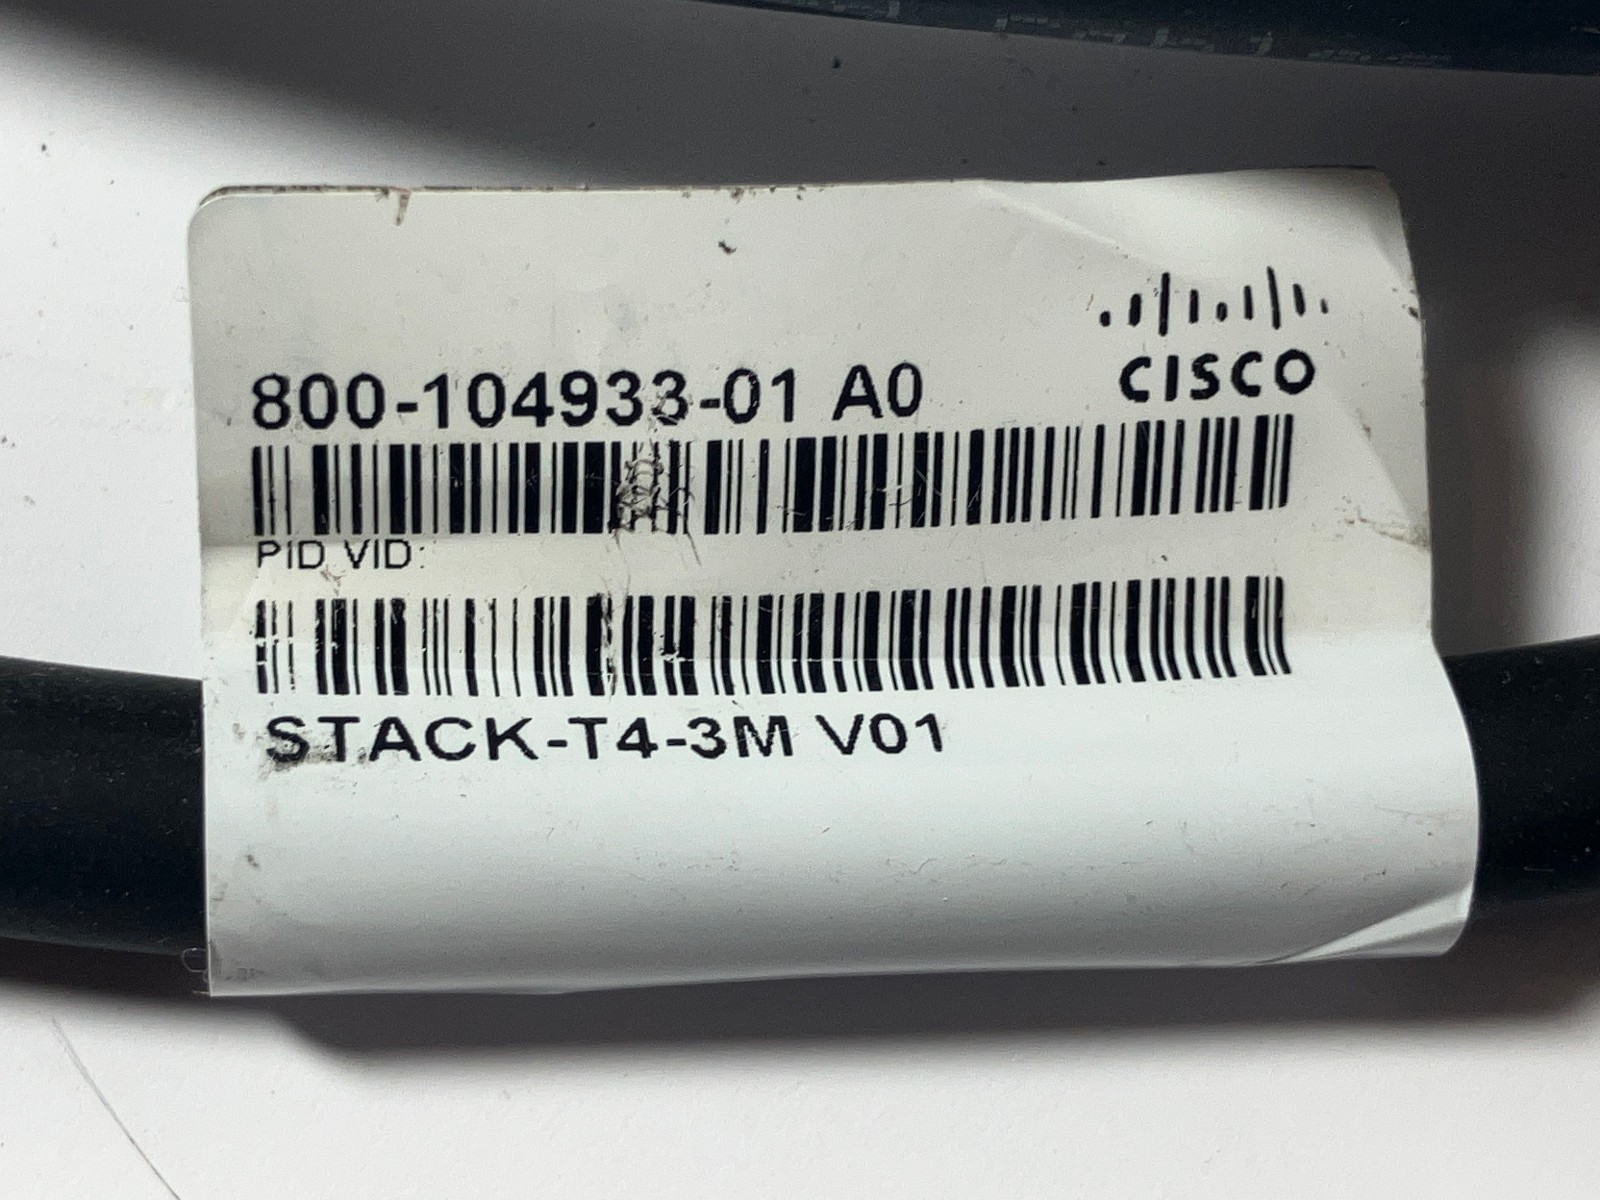 CISCO
800-104933-01 A0
PID VID:
STACK-T4-3M V01